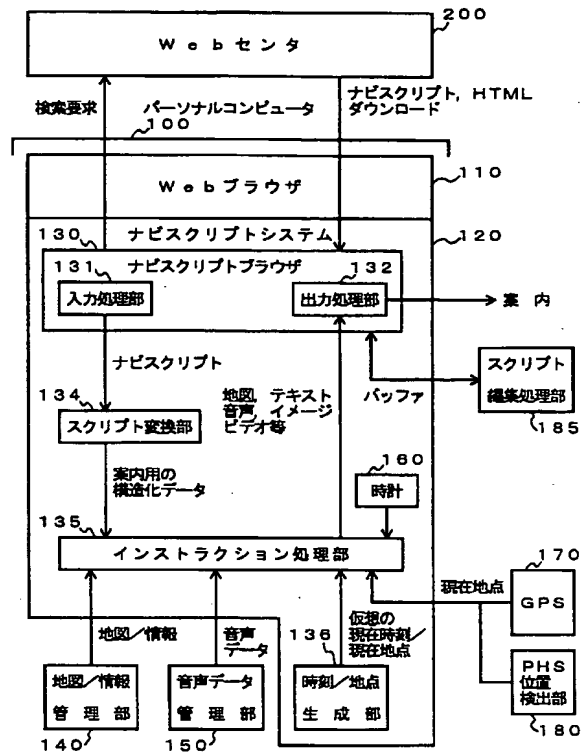 200
Webセンタ
検索要求
パーソナルコンピュータ
ナビスクリプト,HTML
ダウンロード
100
110
Webブラウザ
130
ナビスクリプトシステム
120
131
ナビスクリプトブラウザ
132
入力処理部
出力処理部
案内
ナビスクリプト
134
スクリプト変換部
地図,テキスト
音声,イメージ
ビデオ等
バッファ
スクリプト
編集処理部
185
案内用の
構造化データ
160
時計
135
インストラクション処理部
170
現在地点
GPS
地図/情報
音声
データ
136
仮想の
現在時刻/
現在地点
地図/情報
管理部
140
音声データ
管理部
150
時刻/地点
生成部
PHS
位置
検出部
180